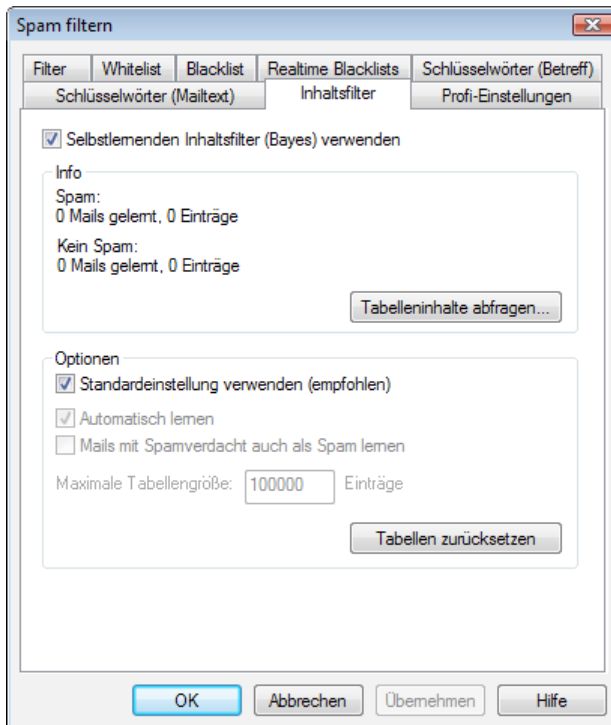 Spam filtern
Filter Whitelist Blacklist Realtime Blacklists Schlüsselwörter (Betreff)
Schlüsselwörter (Mailtext) Inhaltsfilter Profi-Einstellungen
Selbstlernenden Inhaltsfilter (Bayes) verwenden
Info
Spam:
0 Mails gelernt, 0 Einträge
Kein Spam:
0 Mails gelernt, 0 Einträge
Tabelleninhalte abfragen...
Optionen
Standardeinstellung verwenden (empfohlen)
Automatisch lernen
Mails mit Spamverdacht auch als Spam lernen
Maximale Tabellengröße: 100000 Einträge
Tabellen zurücksetzen
OK Abbrechen Übernehmen Hilfe